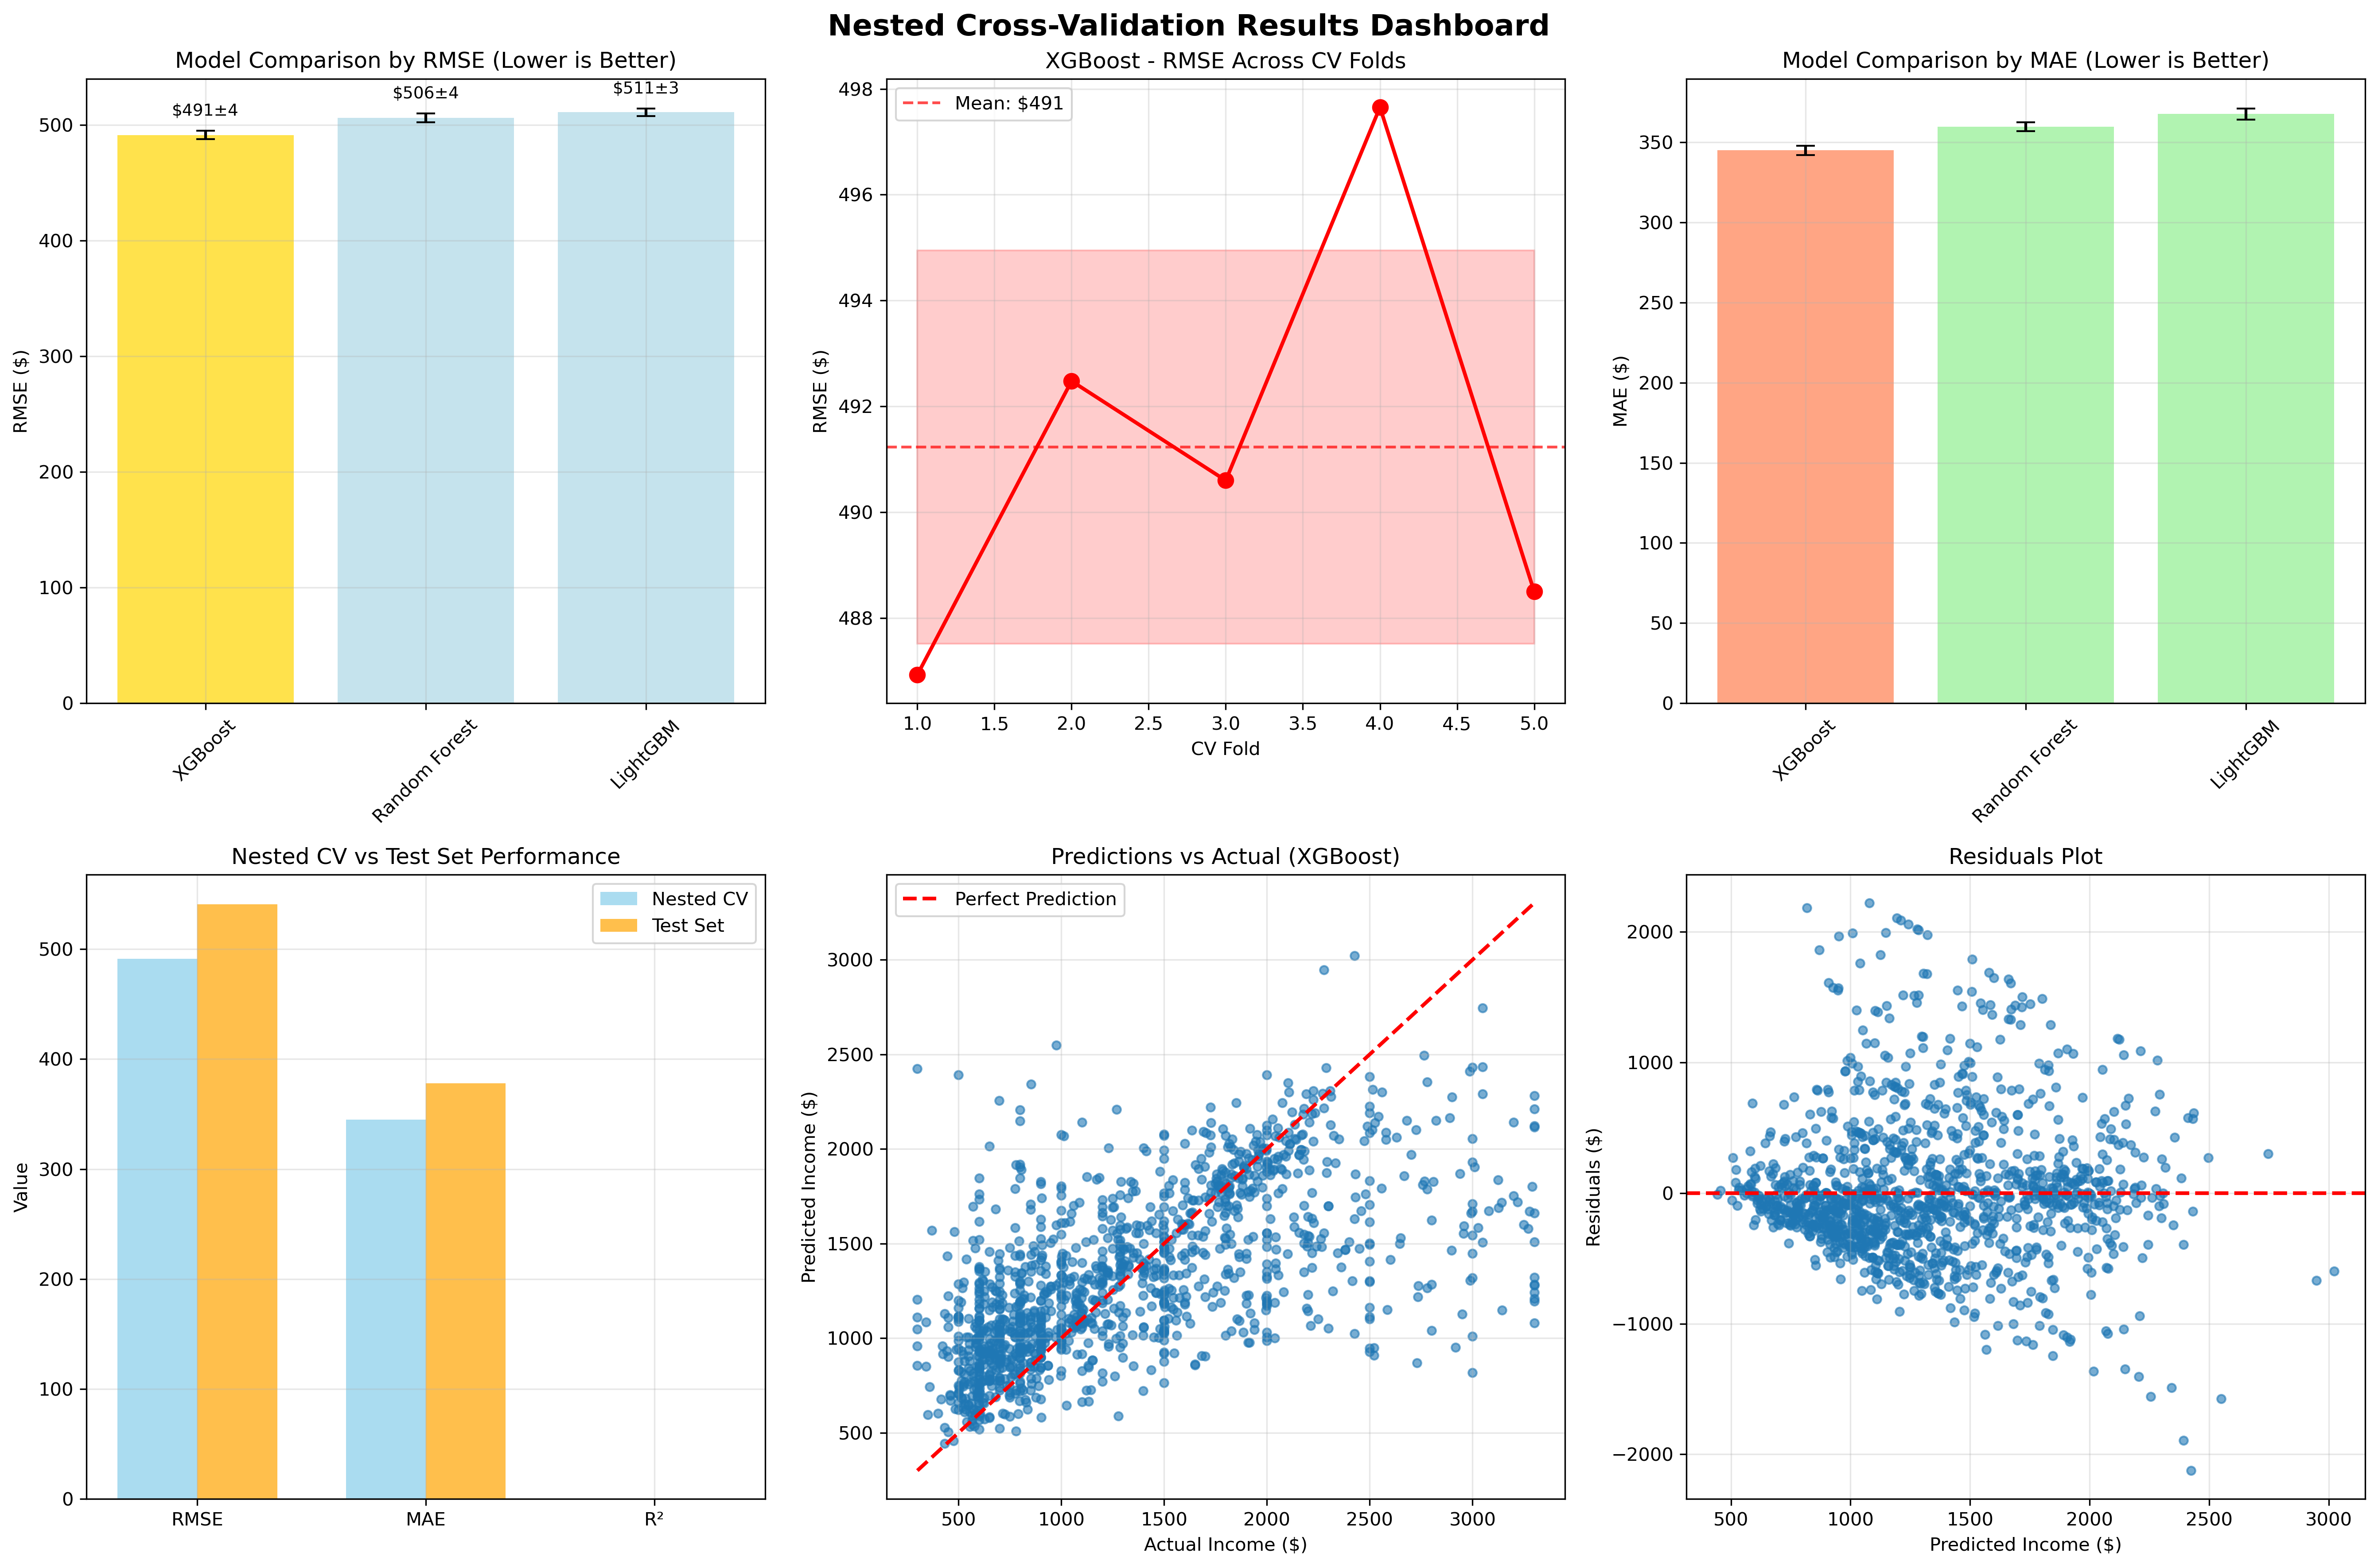 Nested Cross-Validation Results Dashboard
Model Comparison by RMSE (Lower is Better)
RMSE ($)
500
400
300
200
100
0
$491±4
$506±4
$511±3
XGBoost
Random Forest
LightGBM
XGBoost - RMSE Across CV Folds
Mean: $491
RMSE ($)
498
496
494
492
490
488
1.0
1.5
2.0
2.5
3.0
3.5
4.0
4.5
5.0
CV Fold
Model Comparison by MAE (Lower is Better)
MAE ($)
350
300
250
200
150
100
50
0
XGBoost
Random Forest
LightGBM
Nested CV vs Test Set Performance
Nested CV
Test Set
Value
500
400
300
200
100
0
RMSE
MAE
R²
Predictions vs Actual (XGBoost)
Perfect Prediction
Predicted Income ($)
3000
2500
2000
1500
1000
500
500
1000
1500
2000
2500
3000
Actual Income ($)
Residuals Plot
Residuals ($)
2000
1000
0
−1000
−2000
500
1000
1500
2000
2500
3000
Predicted Income ($)